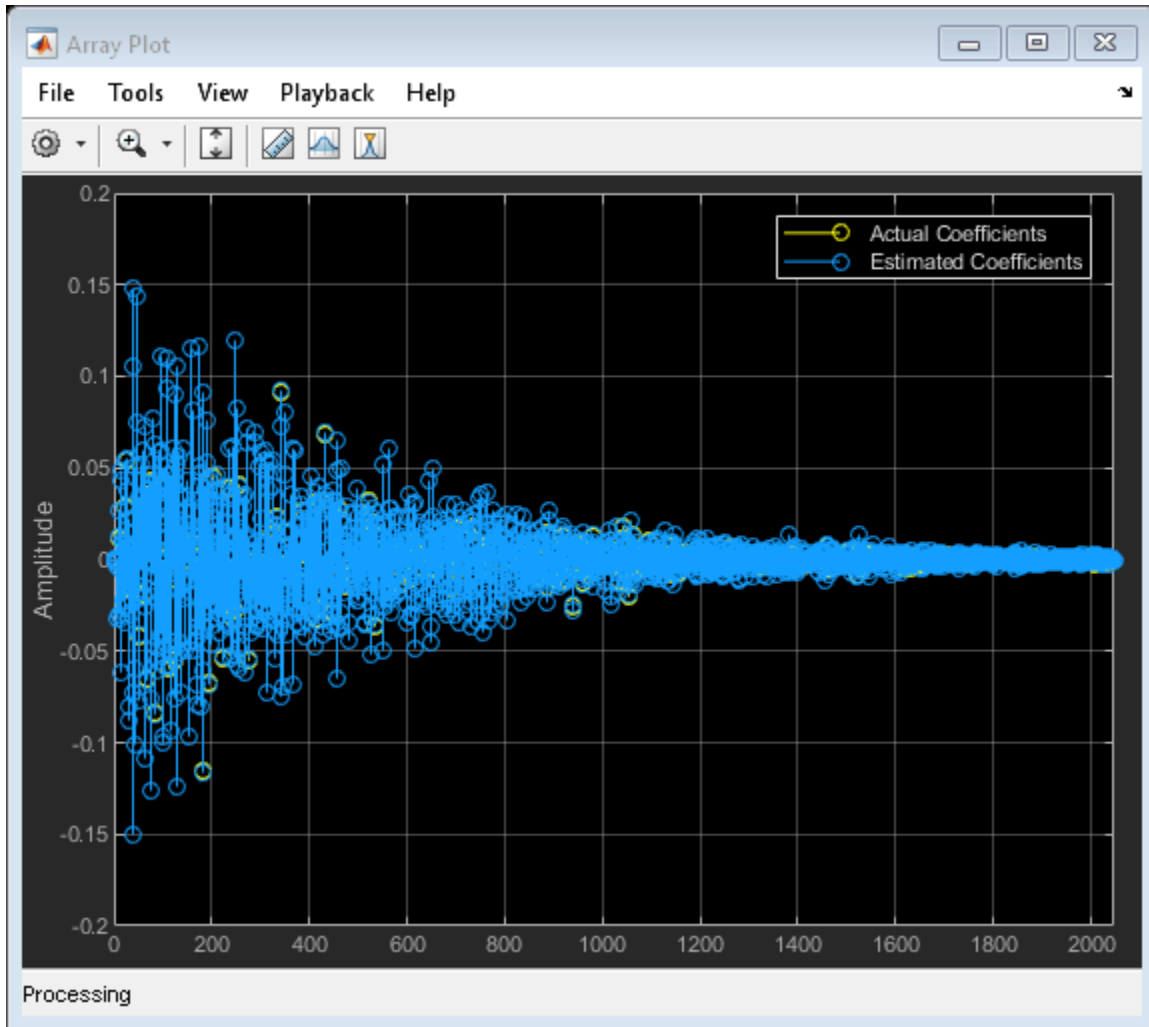 Array Plot
File Tools View Playback Help
0.2
0.15
0.1
0.05
0
-0.05
-0.1
-0.15
-0.2
Amplitude
Actual Coefficients
Estimated Coefficients
0 200 400 600 800 1000 1200 1400 1600 1800 2000
Processing